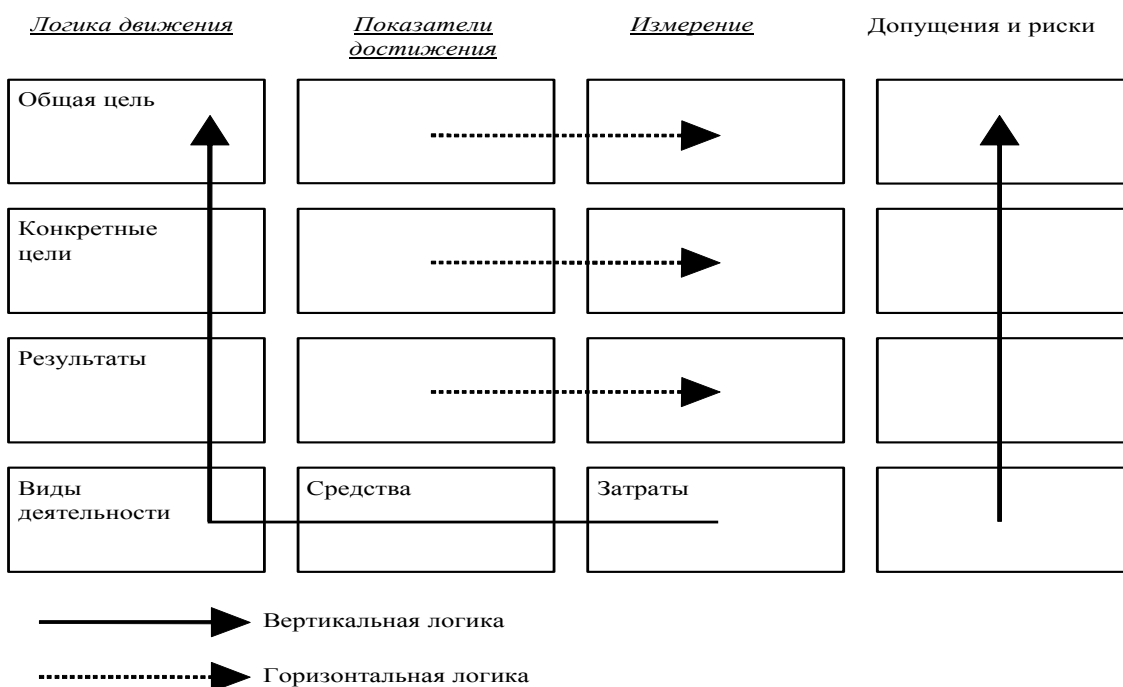 Логика движения
Показатели
достижения
Измерение
Допущения и риски
Общая цель
Конкретные
цели
Результаты
Виды
деятельности
Средства
Затраты
Вертикальная логика
Горизонтальная логика